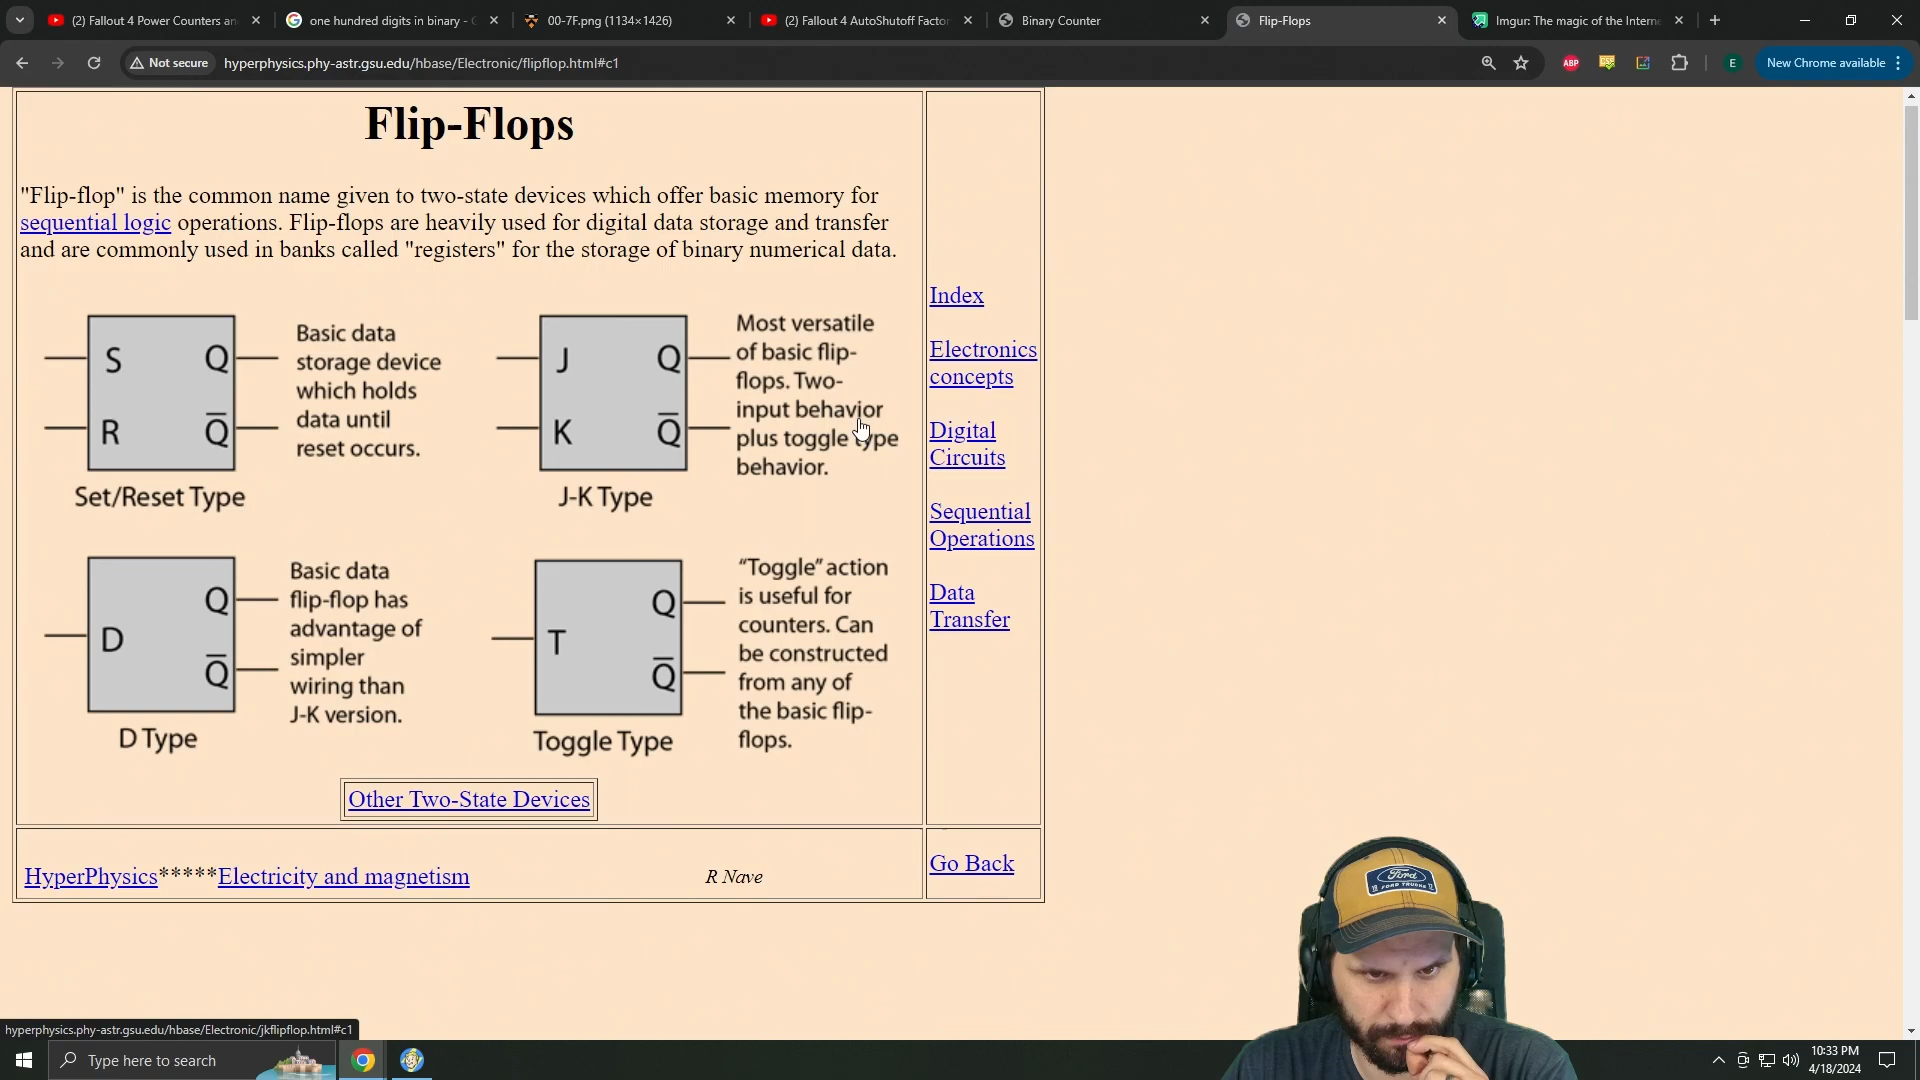 (2) Fallout 4 Power Counters an
one hundred digits in binary - G
00-7F.png (1134×1426)
(2) Fallout 4 AutoShutoff Factor
Binary Counter
Flip-Flops
Imgur: The magic of the Interne
Not secure
hyperphysics.phy-astr.gsu.edu/hbase/Electronic/flipflop.html#c1
ABP
E
New Chrome available
Flip-Flops
"Flip-flop" is the common name given to two-state devices which offer basic memory for
sequential logic operations. Flip-flops are heavily used for digital data storage and transfer
and are commonly used in banks called "registers" for the storage of binary numerical data.
S
Q
R
Q̅
Basic data
storage device
which holds
data until
reset occurs.
Set/Reset Type
J
Q
K
Q̅
Most versatile
of basic flip-
flops. Two-
input behavior
plus toggle type
behavior.
J-K Type
D
Q
Q̅
Basic data
flip-flop has
advantage of
simpler
wiring than
J-K version.
D Type
T
Q
Q̅
“Toggle” action
is useful for
counters. Can
be constructed
from any of
the basic flip-
flops.
Toggle Type
Other Two-State Devices
Index
Electronics
concepts
Digital
Circuits
Sequential
Operations
Data
Transfer
HyperPhysics*****Electricity and magnetism
R Nave
Go Back
Ford
hyperphysics.phy-astr.gsu.edu/hbase/Electronic/jkflipflop.html#c1
Type here to search
10:33 PM
4/18/2024